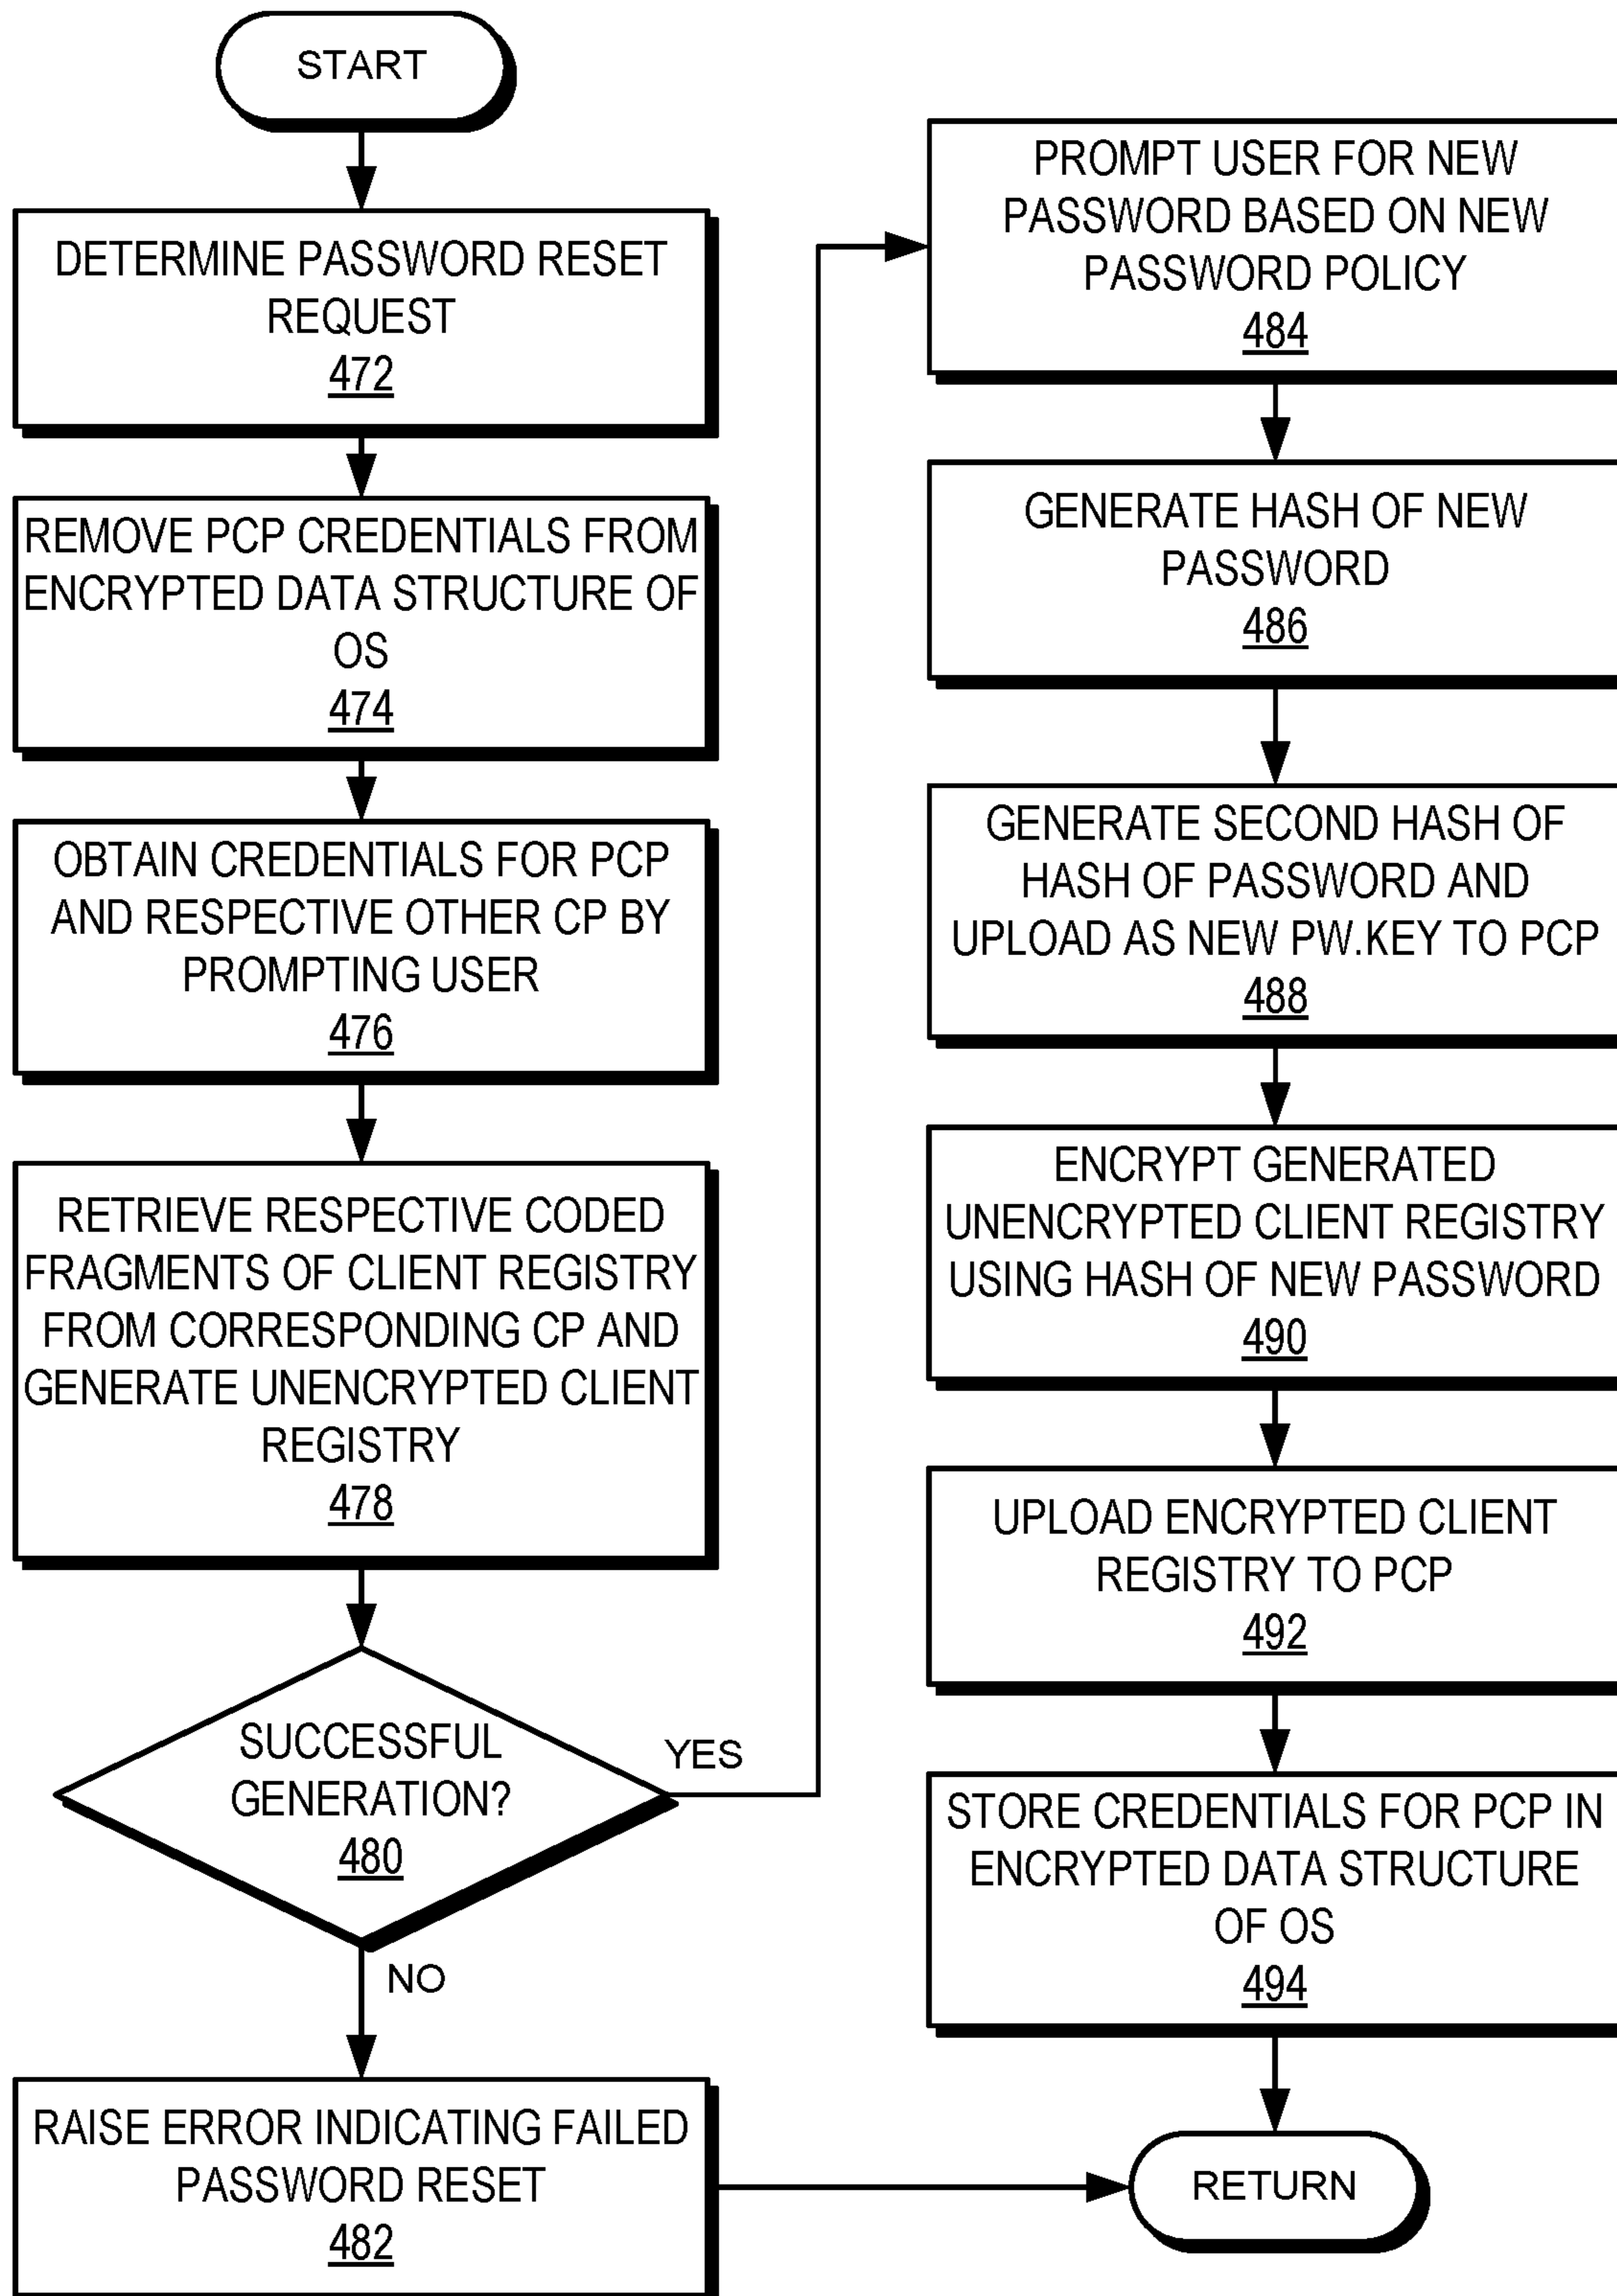 START
DETERMINE PASSWORD RESET
REQUEST
472
REMOVE PCP CREDENTIALS FROM
ENCRYPTED DATA STRUCTURE OF
OS
474
OBTAIN CREDENTIALS FOR PCP
AND RESPECTIVE OTHER CP BY
PROMPTING USER
476
RETRIEVE RESPECTIVE CODED
FRAGMENTS OF CLIENT REGISTRY
FROM CORRESPONDING CP AND
GENERATE UNENCRYPTED CLIENT
REGISTRY
478
SUCCESSFUL
GENERATION?
480
YES
NO
RAISE ERROR INDICATING FAILED
PASSWORD RESET
482
PROMPT USER FOR NEW
PASSWORD BASED ON NEW
PASSWORD POLICY
484
GENERATE HASH OF NEW
PASSWORD
486
GENERATE SECOND HASH OF
HASH OF PASSWORD AND
UPLOAD AS NEW PW.KEY TO PCP
488
ENCRYPT GENERATED
UNENCRYPTED CLIENT REGISTRY
USING HASH OF NEW PASSWORD
490
UPLOAD ENCRYPTED CLIENT
REGISTRY TO PCP
492
STORE CREDENTIALS FOR PCP IN
ENCRYPTED DATA STRUCTURE
OF OS
494
RETURN